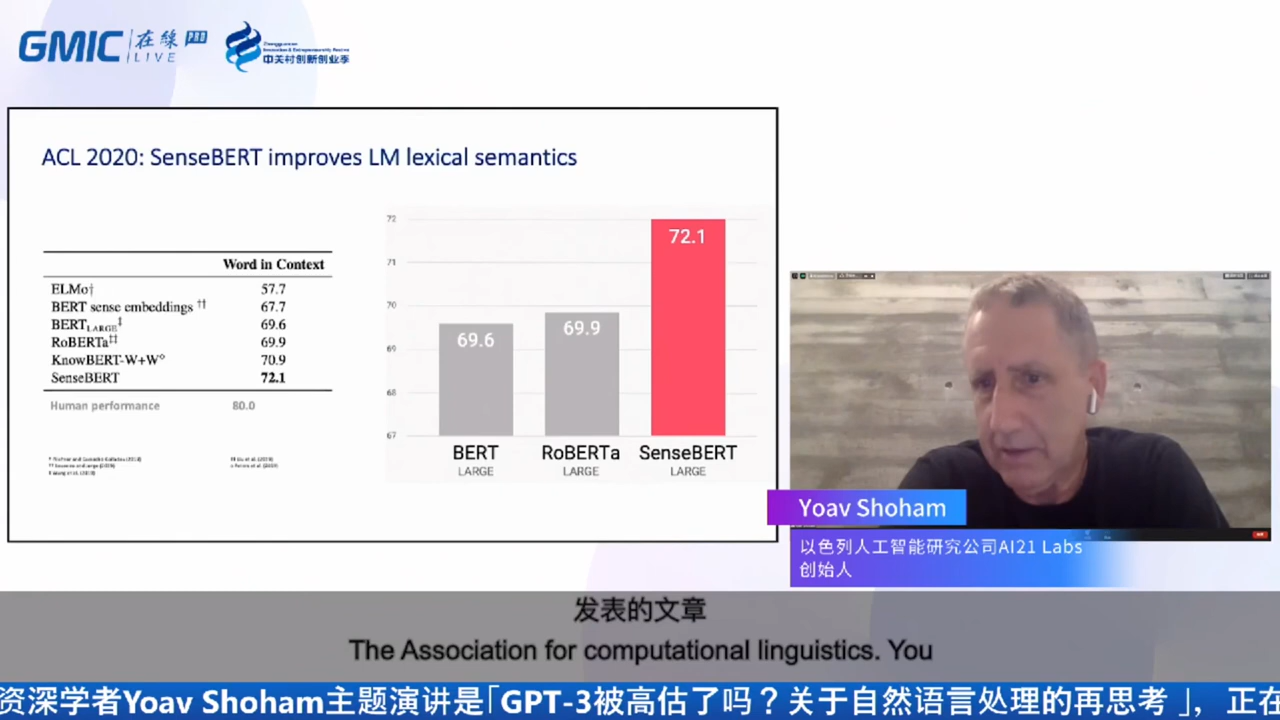 GMIC 在线 PRO
LIVE
中关村创新创业季
ACL 2020: SenseBERT improves LM lexical semantics
Word in Context
ELMo† 57.7
BERT sense embeddings †† 67.7
BERTLARGE‡ 69.6
RoBERTa‡‡ 69.9
KnowBERT-W+W◇ 70.9
SenseBERT 72.1
Human performance 80.0
72
71
70
69
68
67
69.6
69.9
72.1
BERT RoBERTa SenseBERT
LARGE LARGE LARGE
Yoav Shoham
以色列人工智能研究公司AI21 Labs
创始人
发表的文章
The Association for computational linguistics. You
资深学者Yoav Shoham主题演讲是「GPT-3被高估了吗？关于自然语言处理的再思考 」，正在